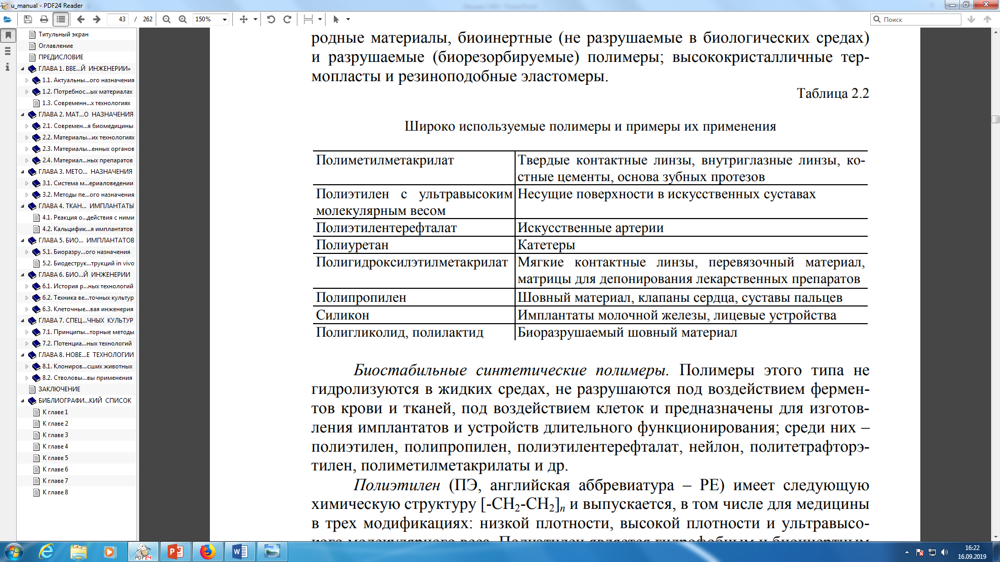 u_manual - PDF24 Reader
43 / 262
150%
Поиск
Титульный экран
Оглавление
ПРЕДИСЛОВИЕ
ГЛАВА 1. ВВЕ...Й ИНЖЕНЕРИИ»
1.1. Актуальны...ого назначения
1.2. Потребнос...ых материалах
1.3. Современн...х технологиях
ГЛАВА 2. МАТ...О НАЗНАЧЕНИЯ
2.1. Современ...я биомедицины
2.2. Материалы...их технологиях
2.3. Материалы...енных органов
2.4. Материал...ных препаратов
ГЛАВА 3. МЕТО... НАЗНАЧЕНИЯ
3.1. Система м...ериаловедении
3.2. Методы пе...ого назначения
ГЛАВА 4. ТКАН... ИМПЛАНТАТЫ
4.1. Реакция о...действия с ними
4.2. Кальцифик...я имплантатов
ГЛАВА 5. БИО... ИМПЛАНТАТОВ
5.1. Биоразру...ого назначения
5.2. Биодеструк...трукций in vivo
ГЛАВА 6. БИО...Й ИНЖЕНЕРИИ
6.1. История р...ных технологий
6.2. Техника ве...точных культур
6.3. Клеточные...вая инженерия
ГЛАВА 7. СПЕЦ...ЧНЫХ КУЛЬТУР
7.1. Принципы...торные методы
7.2. Потенциа...ных технологий
ГЛАВА 8. НОВЕ...Е ТЕХНОЛОГИИ
8.1. Клониров...сших животных
8.2. Стволовы...вы применения
ЗАКЛЮЧЕНИЕ
БИБЛИОГРАФИ...КИЙ СПИСОК
К главе 1
К главе 2
К главе 3
К главе 4
К главе 5
К главе 6
К главе 7
К главе 8
родные материалы, биоинертные (не разрушаемые в биологических средах)
и разрушаемые (биорезорбируемые) полимеры; высококристалличные тер-
мопласты и резиноподобные эластомеры.
Таблица 2.2
Широко используемые полимеры и примеры их применения
Полиметилметакрилат
Твердые контактные линзы, внутриглазные линзы, ко-
стные цементы, основа зубных протезов
Полиэтилен с ультравысоким
молекулярным весом
Несущие поверхности в искусственных суставах
Полиэтилентерефталат
Искусственные артерии
Полиуретан
Катетеры
Полигидроксилэтилметакрилат
Мягкие контактные линзы, перевязочный материал,
матрицы для депонирования лекарственных препаратов
Полипропилен
Шовный материал, клапаны сердца, суставы пальцев
Силикон
Имплантаты молочной железы, лицевые устройства
Полигликолид, полилактид
Биоразрушаемый шовный материал
Биостабильные синтетические полимеры. Полимеры этого типа не
гидролизуются в жидких средах, не разрушаются под воздействием фермен-
тов крови и тканей, под воздействием клеток и предназначены для изготов-
ления имплантатов и устройств длительного функционирования; среди них –
полиэтилен, полипропилен, полиэтилентерефталат, нейлон, политетрафторэ-
тилен, полиметилметакрилаты и др.
Полиэтилен (ПЭ, английская аббревиатура – PE) имеет следующую
химическую структуру [-CH2-CH2]n и выпускается, в том числе для медицины
в трех модификациях: низкой плотности, высокой плотности и ультравысо-
кого молекулярного веса. Полиэтилен является гидрофобным и биоинертным
PDF24
16:22
16.09.2019